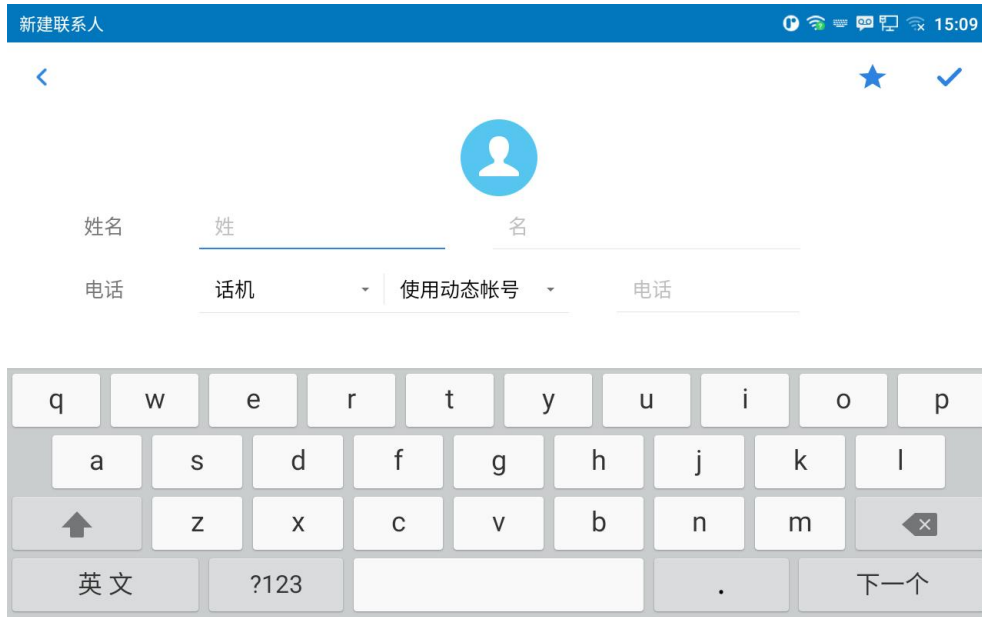 新建联系人 15:09
姓名 姓 名
电话 话机 使用动态帐号 电话
q w e r t y u i o p
a s d f g h j k l
z x c v b n m
英文 ?123 . 下一个